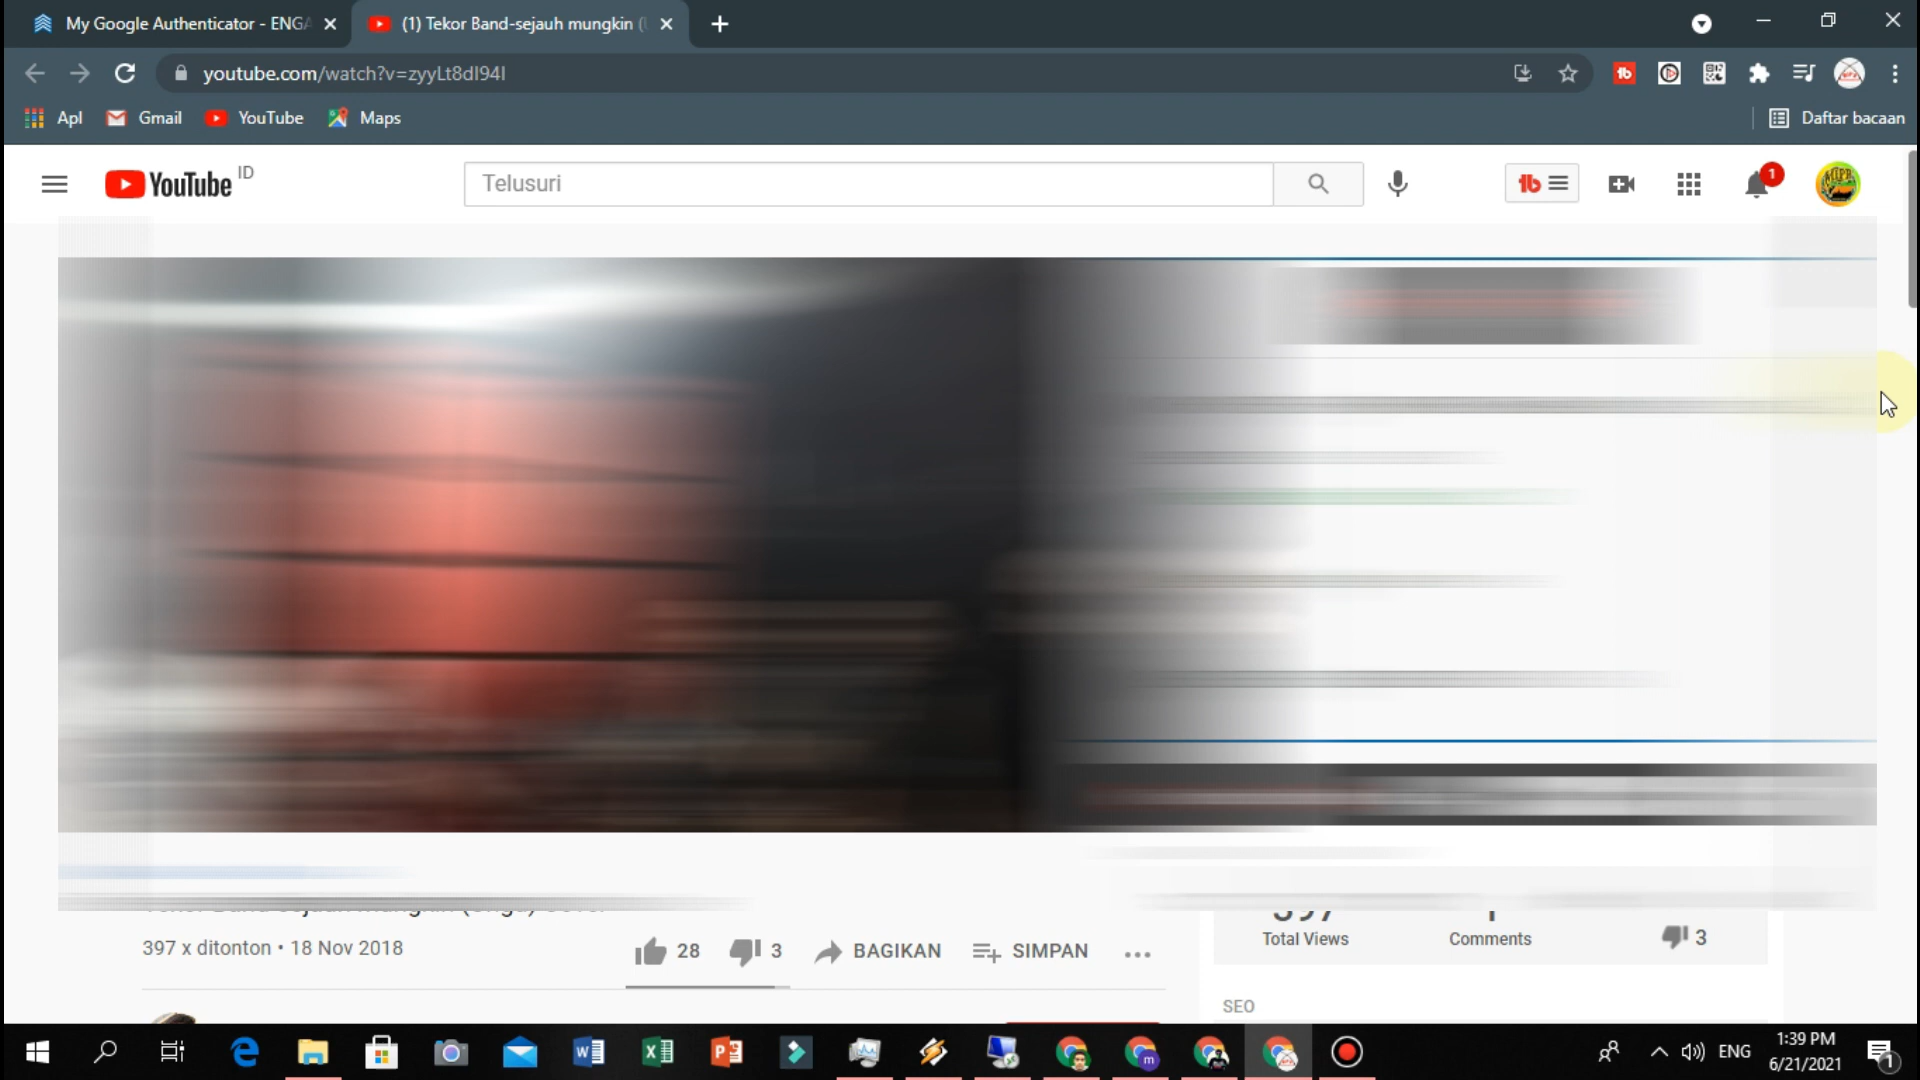 My Google Authenticator - ENGA
(1) Tekor Band-sejauh mungkin (
youtube.com/watch?v=zyyLt8dI94I
Apl
Gmail
YouTube
Maps
Daftar bacaan
YouTube ID
Telusuri
1
397 x ditonton • 18 Nov 2018
28
3
BAGIKAN
SIMPAN
Total Views
Comments
3
SEO
ENG
1:39 PM
6/21/2021
1